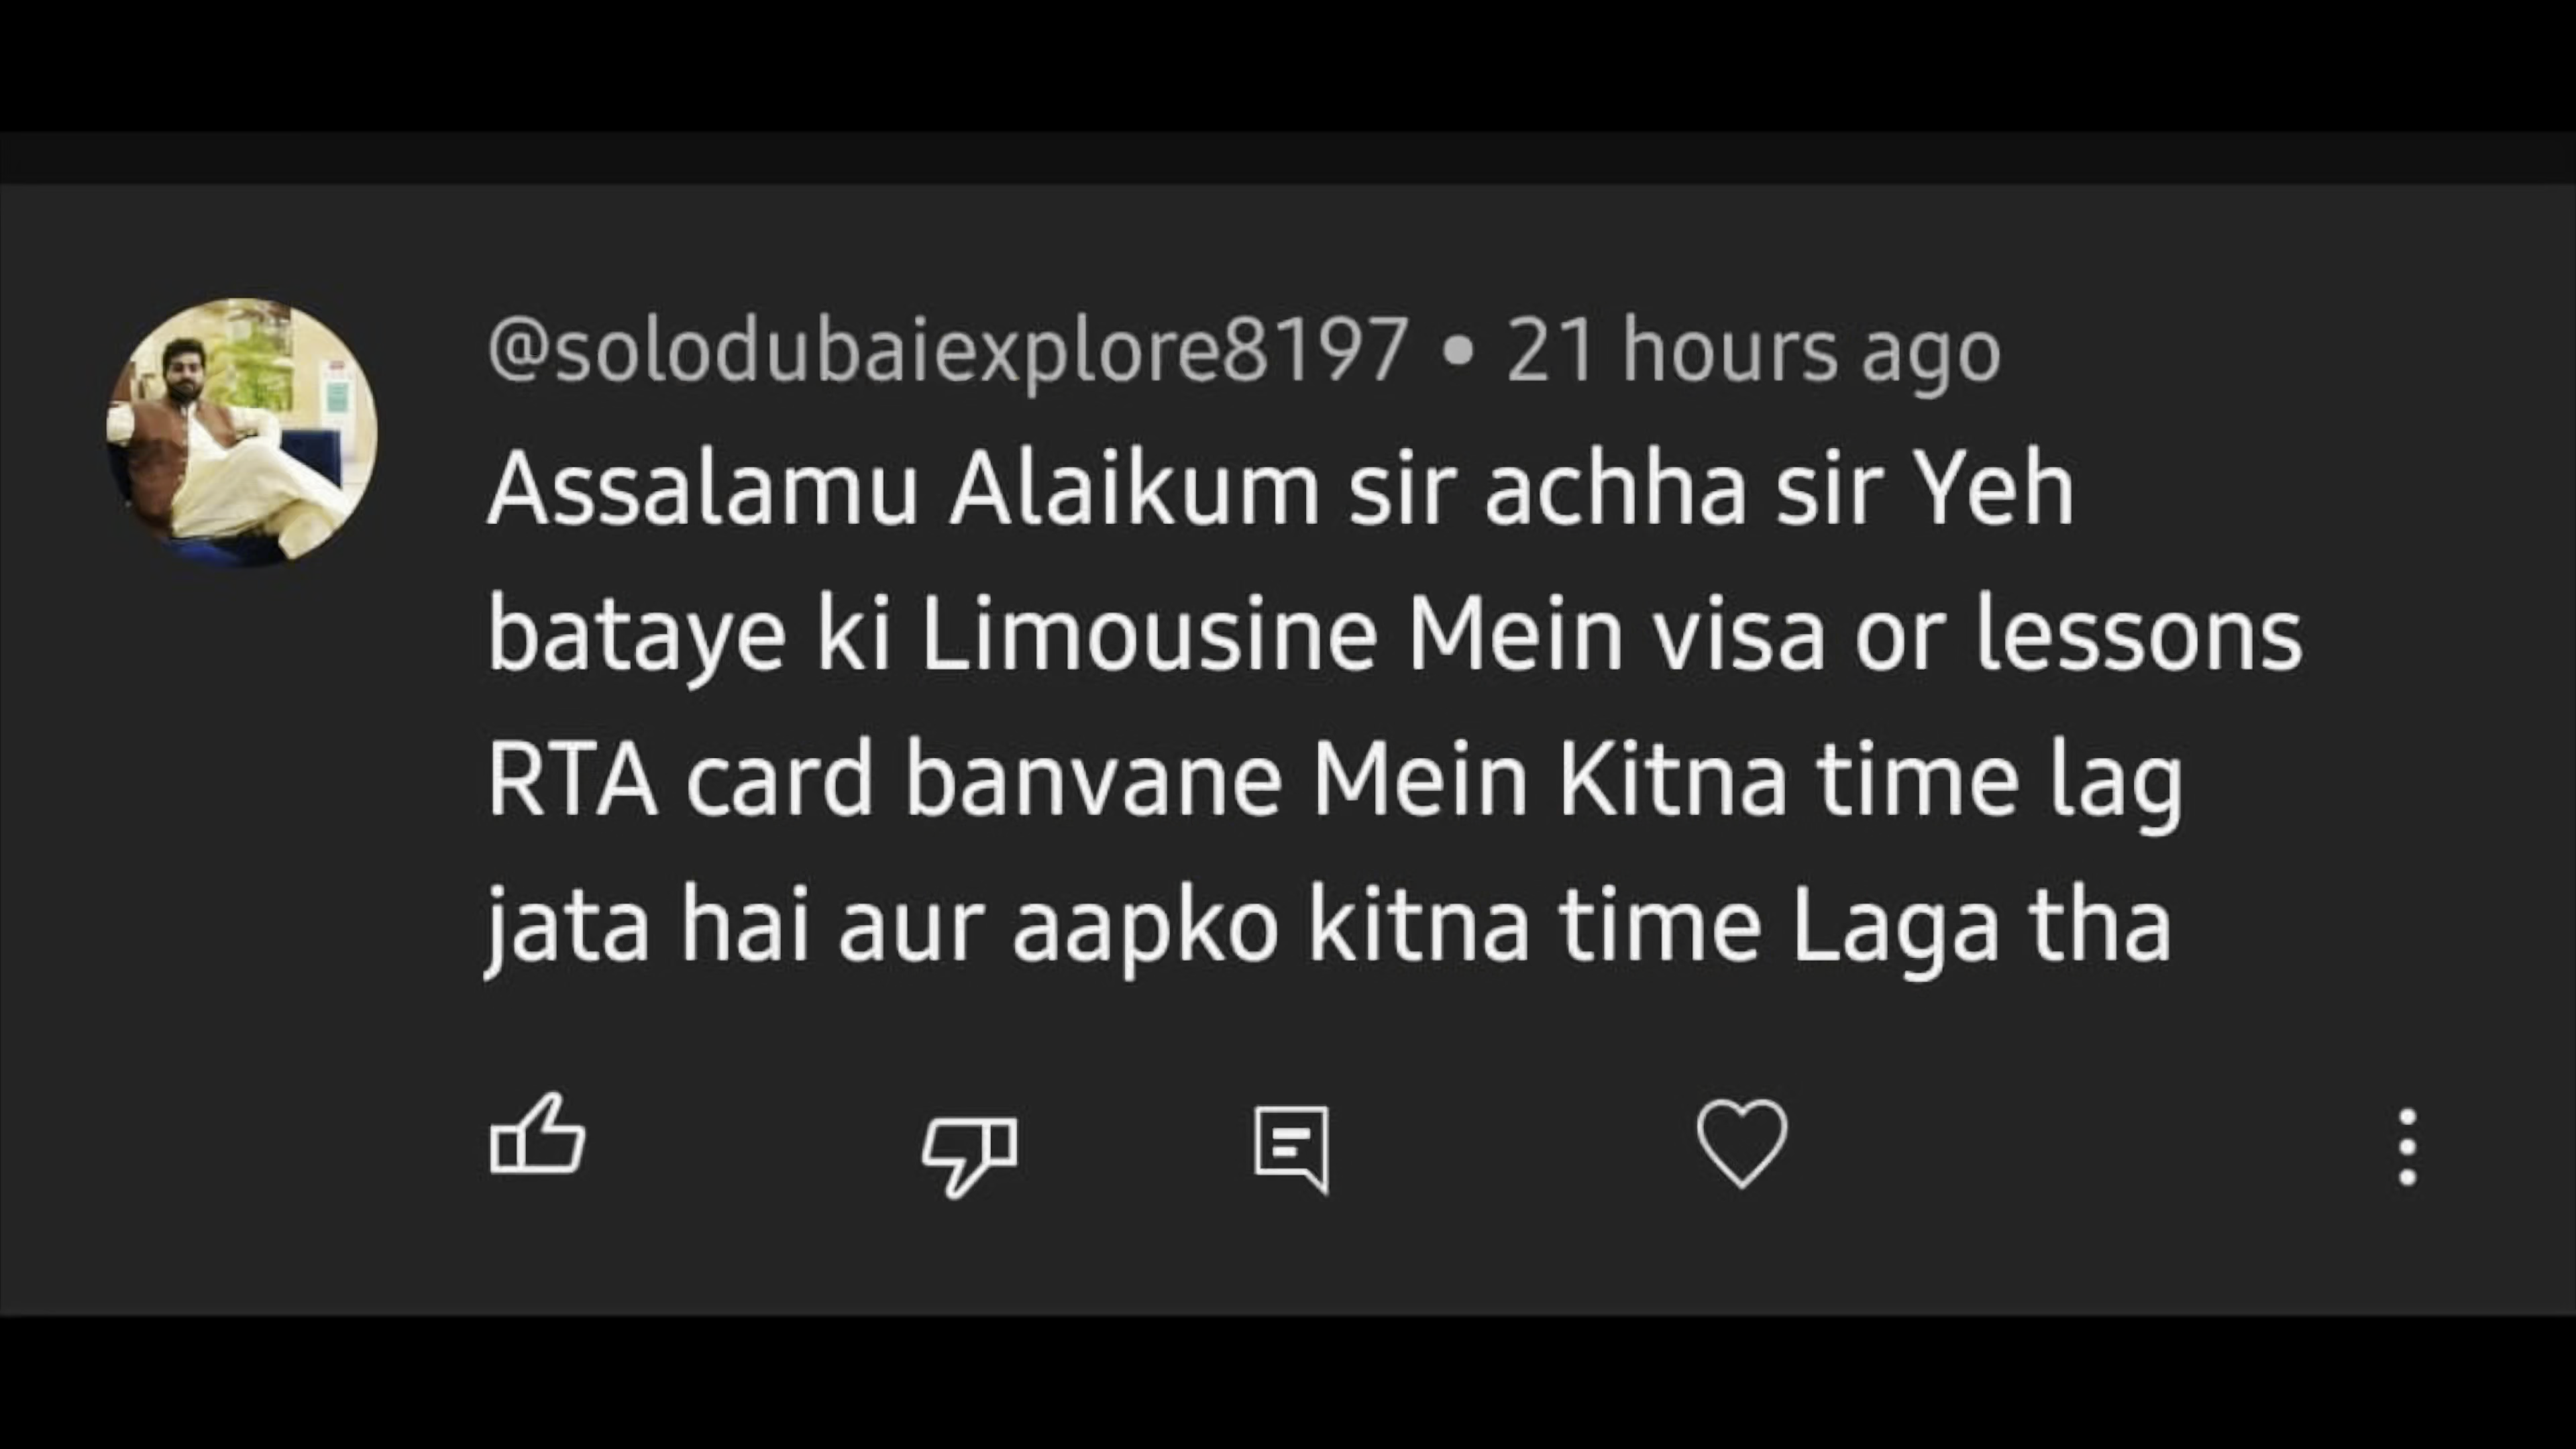 @solodubaiexplore8197 • 21 hours ago
Assalamu Alaikum sir achha sir Yeh
bataye ki Limousine Mein visa or lessons
RTA card banvane Mein Kitna time lag
jata hai aur aapko kitna time Laga tha